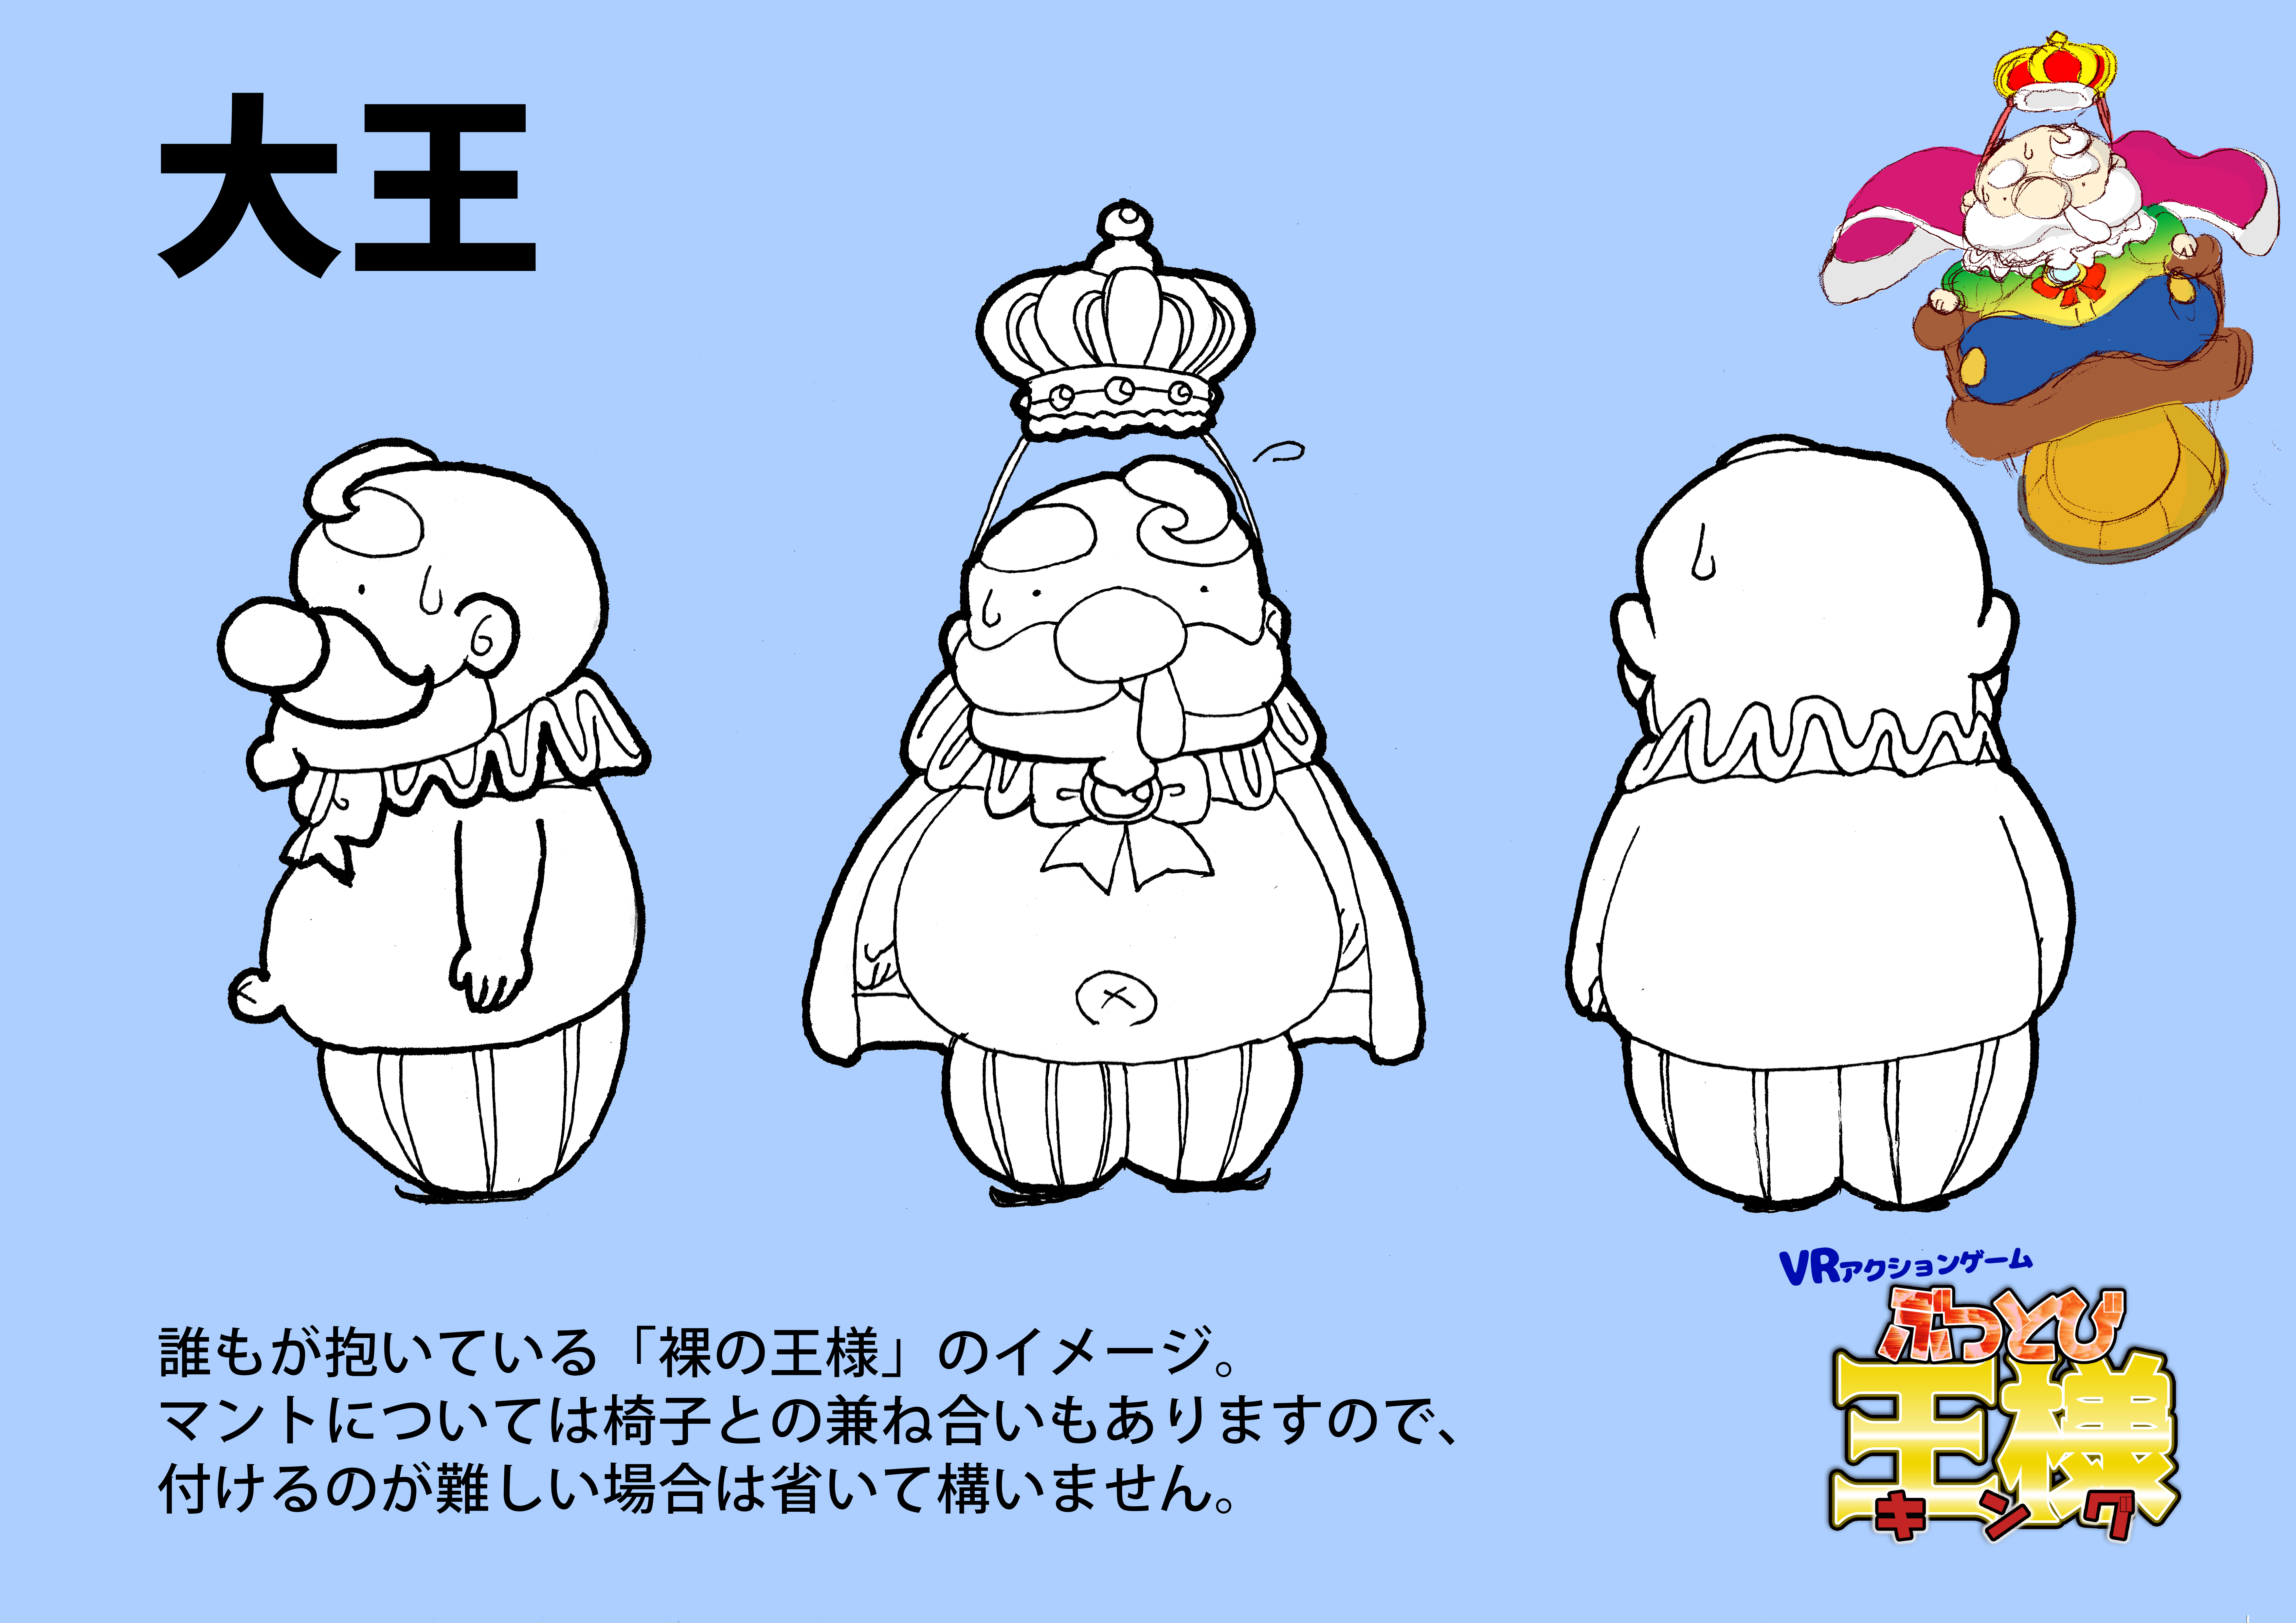 大王
誰もが抱いている「裸の王様」のイメージ。
マントについては椅子との兼ね合いもありますので、
付けるのが難しい場合は省いて構いません。
VRアクションゲーム
ぶっとび
王様
キング